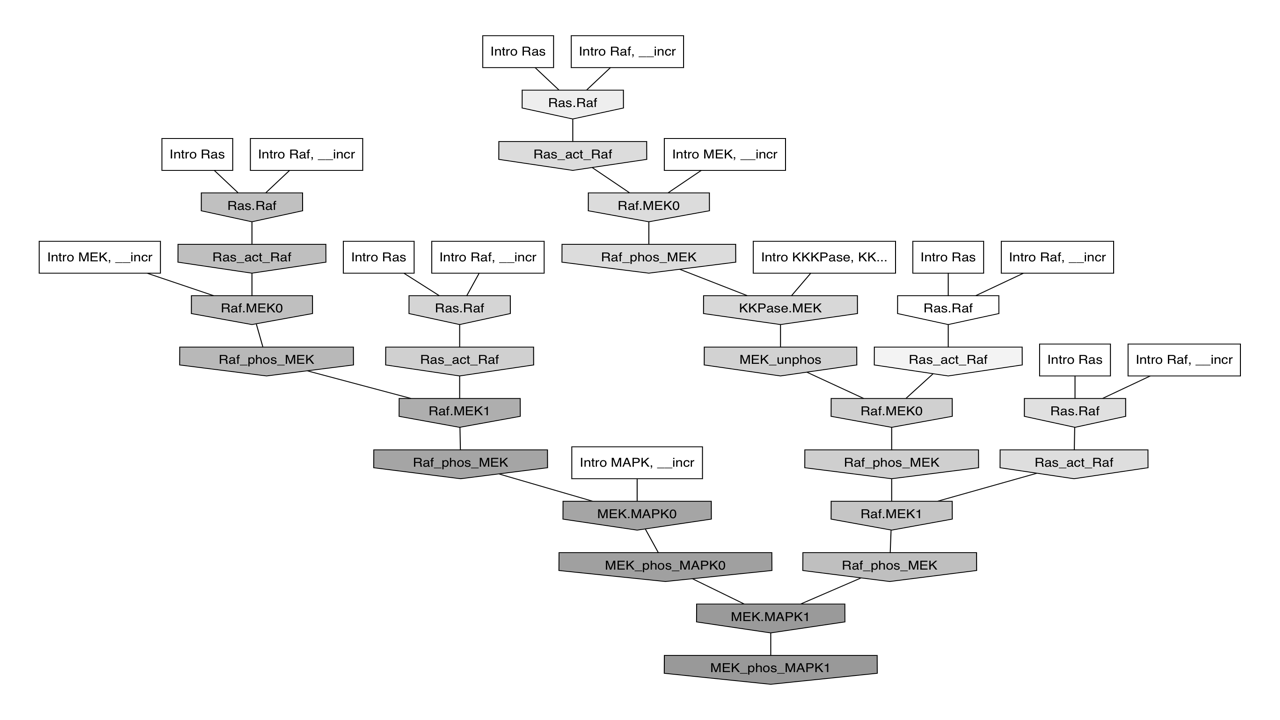 Intro Ras
Intro Raf, __incr
Ras.Raf
Intro Ras
Intro Raf, __incr
Ras_act_Raf
Intro MEK, __incr
Ras.Raf
Raf.MEK0
Intro MEK, __incr
Ras_act_Raf
Intro Ras
Intro Raf, __incr
Raf_phos_MEK
Intro KKKPase, KK...
Intro Ras
Intro Raf, __incr
Raf.MEK0
Ras.Raf
KKPase.MEK
Ras.Raf
Raf_phos_MEK
Ras_act_Raf
MEK_unphos
Ras_act_Raf
Intro Ras
Intro Raf, __incr
Raf.MEK1
Raf.MEK0
Ras.Raf
Raf_phos_MEK
Intro MAPK, __incr
Raf_phos_MEK
Ras_act_Raf
MEK.MAPK0
Raf.MEK1
MEK_phos_MAPK0
Raf_phos_MEK
MEK.MAPK1
MEK_phos_MAPK1